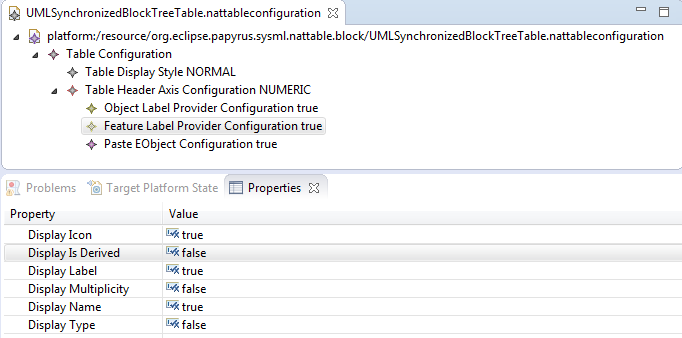 UMLSynchronizedBlockTreeTable.nattableconfiguration
platform:/resource/org.eclipse.papyrus.sysml.nattable.block/UMLSynchronizedBlockTreeTable.nattableconfiguration
Table Configuration
Table Display Style NORMAL
Table Header Axis Configuration NUMERIC
Object Label Provider Configuration true
Feature Label Provider Configuration true
Paste EObject Configuration true
Problems Target Platform State Properties
Property Value
Display Icon true
Display Is Derived false
Display Label true
Display Multiplicity false
Display Name true
Display Type false